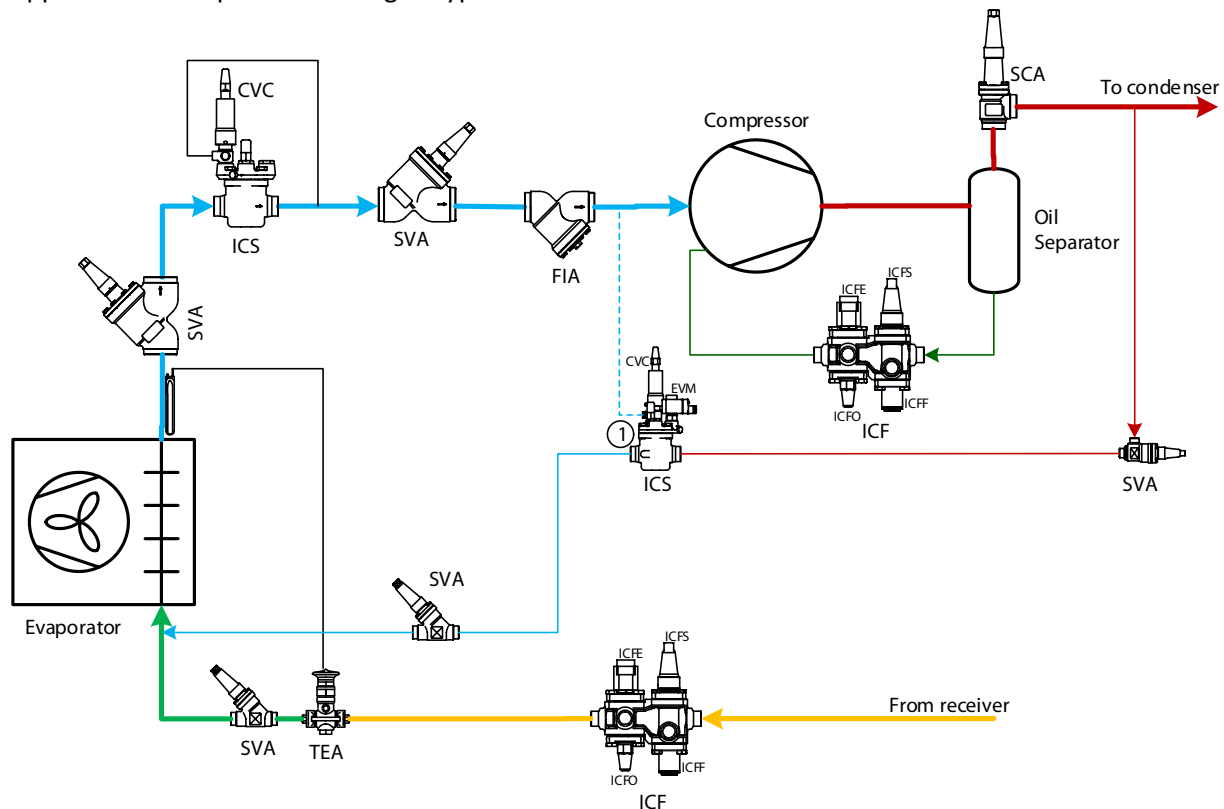 CVC
ICS
SVA
FIA
Compressor
SCA
To condenser
Oil
Separator
SVA
ICFE
ICFS
ICFO
ICFF
ICF
CVC
EVM
1
ICS
SVA
Evaporator
SVA
SVA
TEA
ICFE
ICFS
ICFO
ICFF
ICF
From receiver